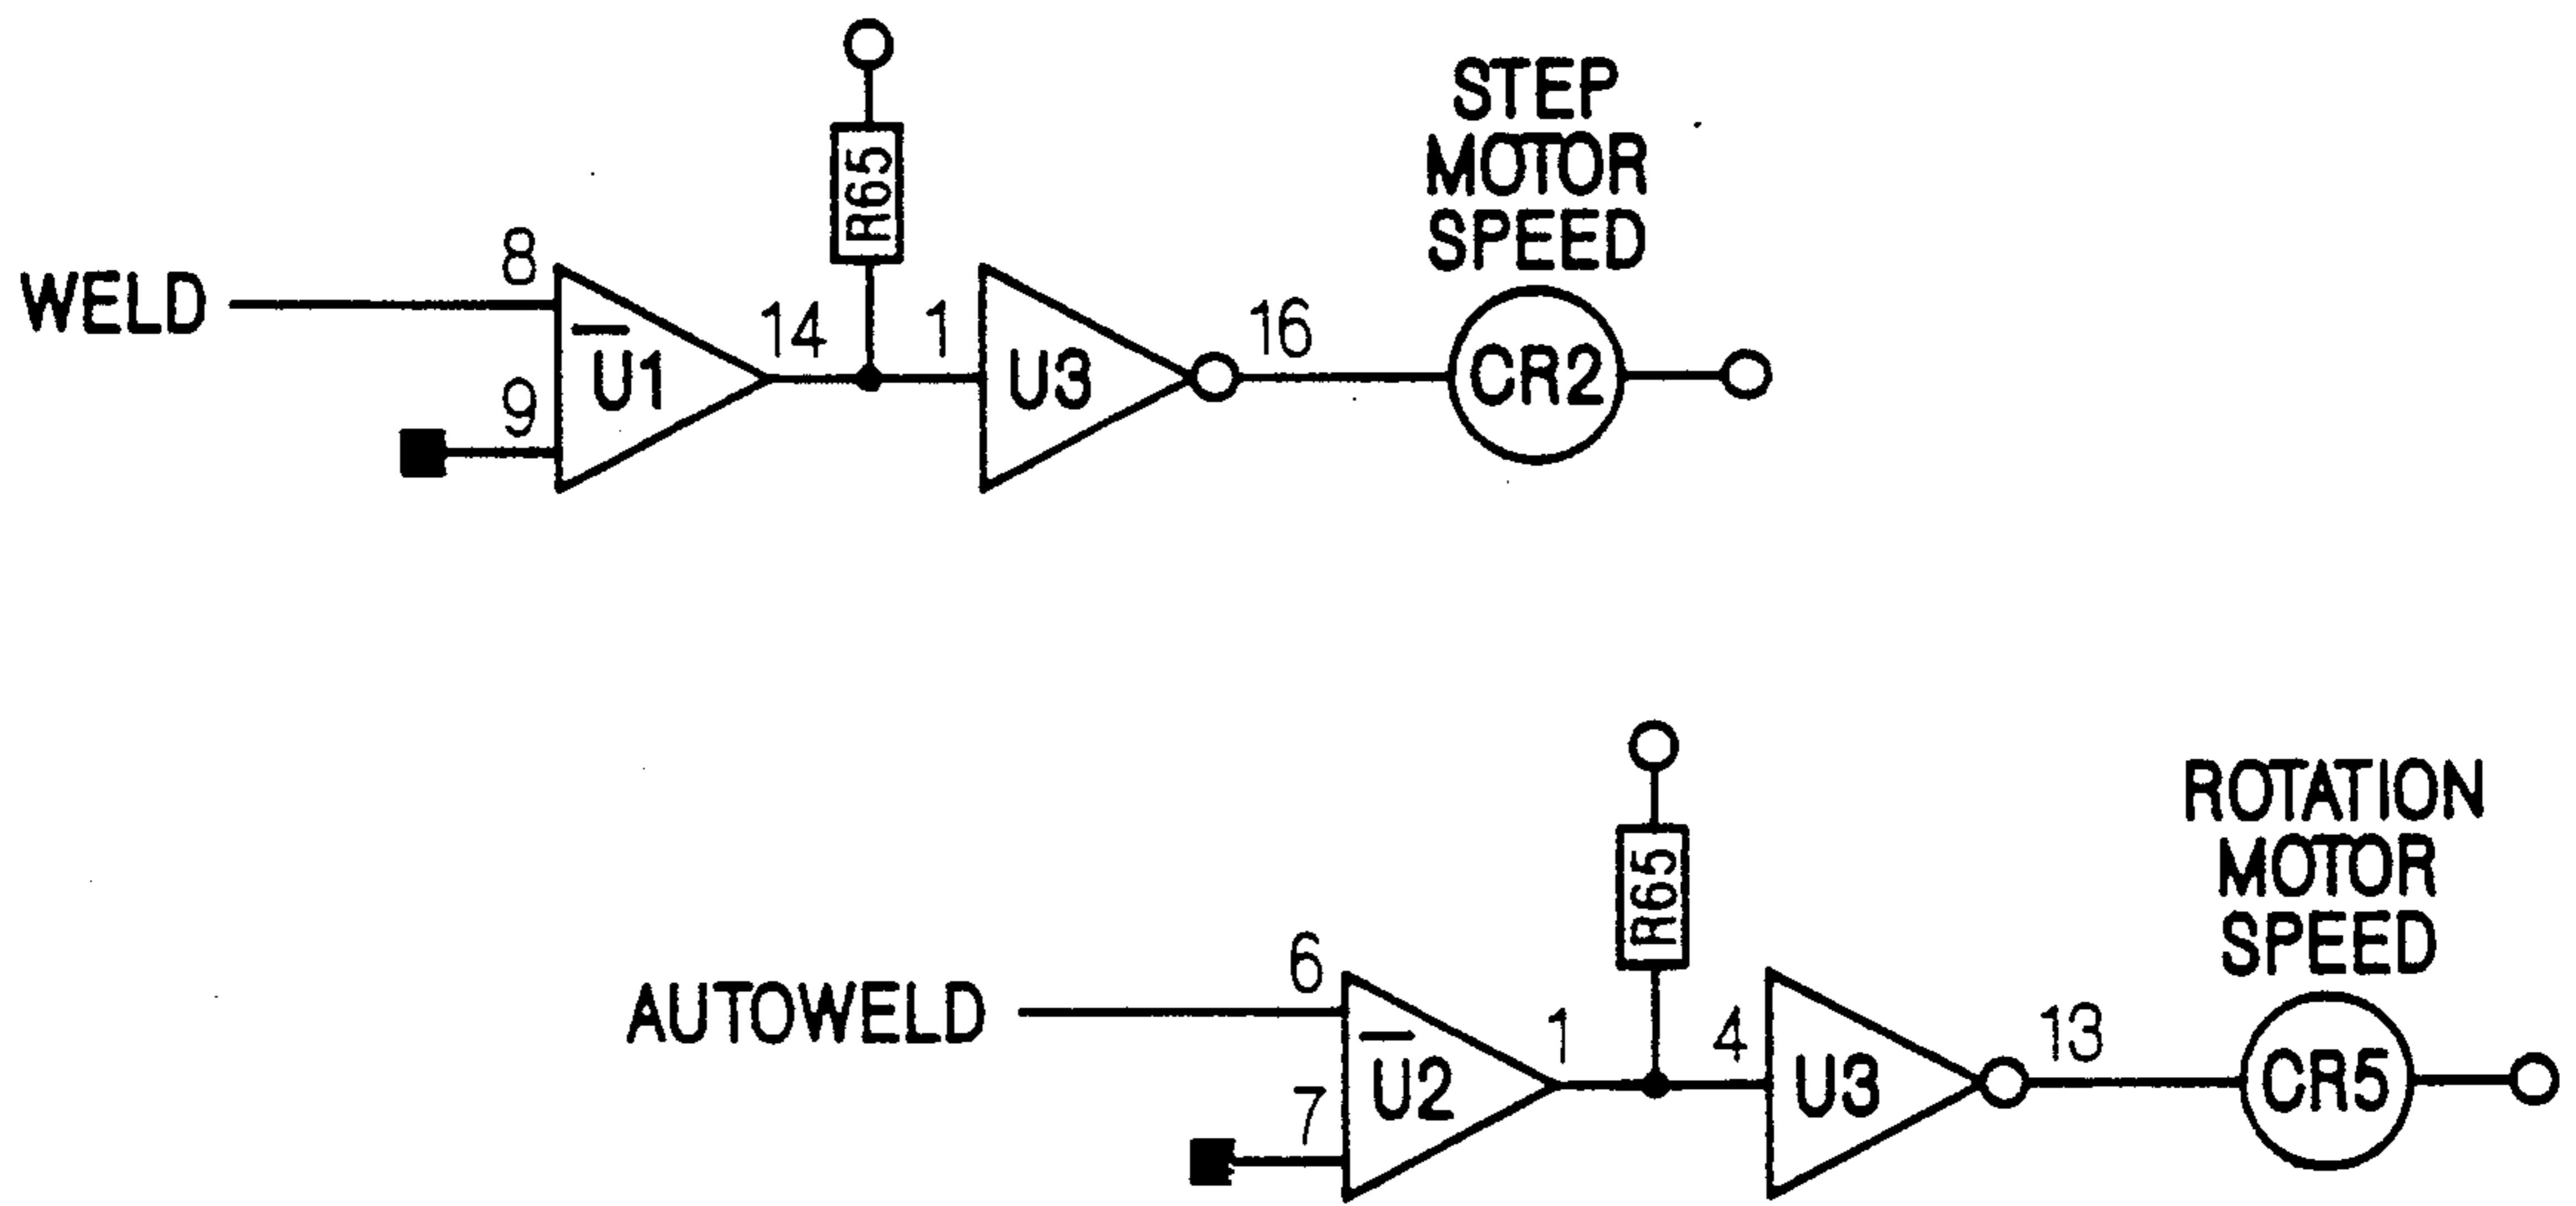 STEP
MOTOR
SPEED
WELD
8
9
U1
14
R65
1
U3
16
CR2
ROTATION
MOTOR
SPEED
AUTOWELD
6
7
U2
1
R65
4
U3
13
CR5